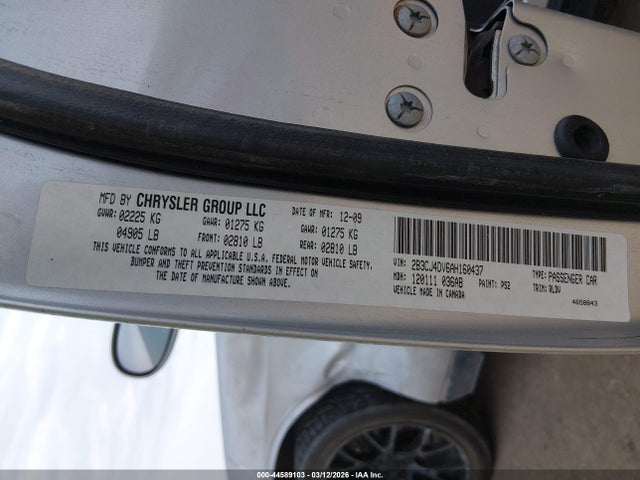 MFD BY CHRYSLER GROUP LLC
DATE OF MFR: 12-09
GVWR: 02225 KG
GAWR: 01275 KG
GAWR: 01275 KG
04905 LB
FRONT: 02810 LB
REAR: 02810 LB
THIS VEHICLE CONFORMS TO ALL APPLICABLE U.S.A. FEDERAL MOTOR VEHICLE SAFETY,
BUMPER AND THEFT PREVENTION STANDARDS IN EFFECT ON
THE DATE OF MANUFACTURE SHOWN ABOVE.
VIN: 2B3CJ4DV6AH160437
TYPE: PASSENGER CAR
MDH: 120111 036AB
PAINT: PS2
TRIM: RLDV
VEHICLE MADE IN CANADA
4658843
000-44589103 - 03/12/2026 - IAA, Inc.